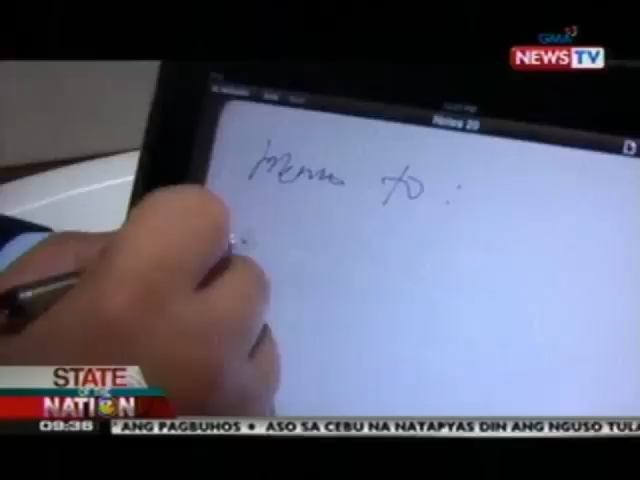 GMA
NEWS TV
Notes 20
Memo to :
STATE
OF THE
NATION
09:36
ANG PAGBUHOS • ASO SA CEBU NA NATAPYAS DIN ANG NGUSO TULA